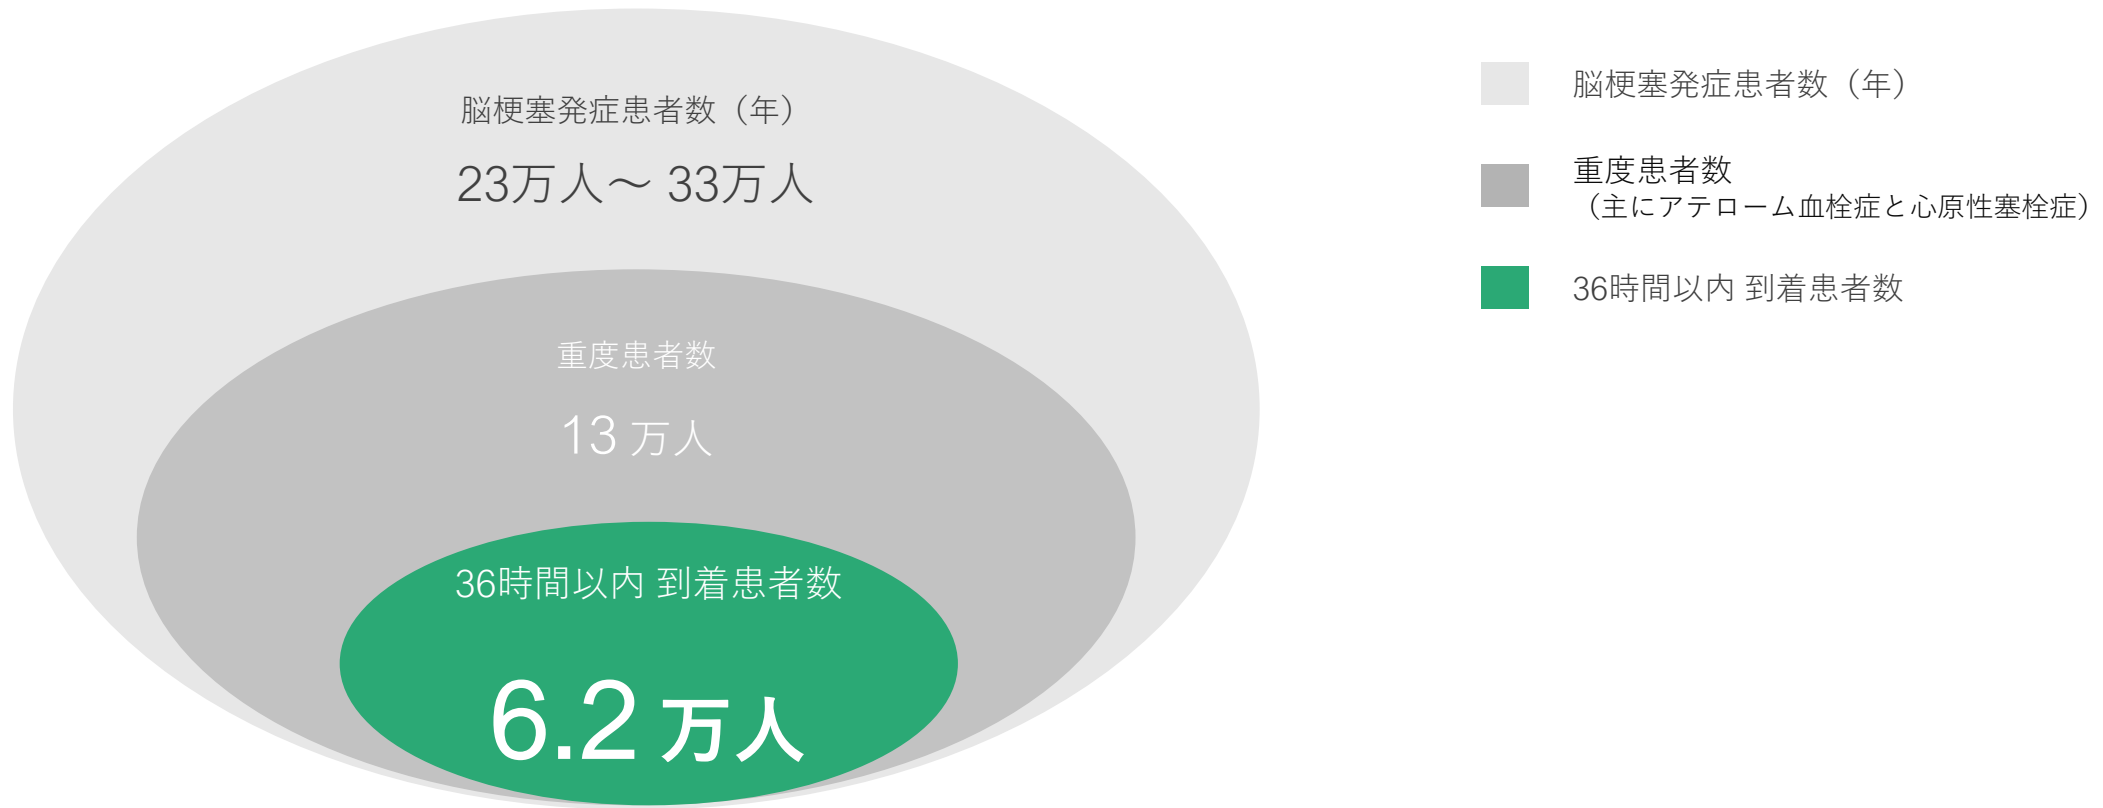 脳梗塞発症患者数（年）
23万人～ 33万人
重度患者数
13 万人
36時間以内 到着患者数
6.2 万人
脳梗塞発症患者数（年）
重度患者数
（主にアテローム血栓症と心原性塞栓症）
36時間以内 到着患者数